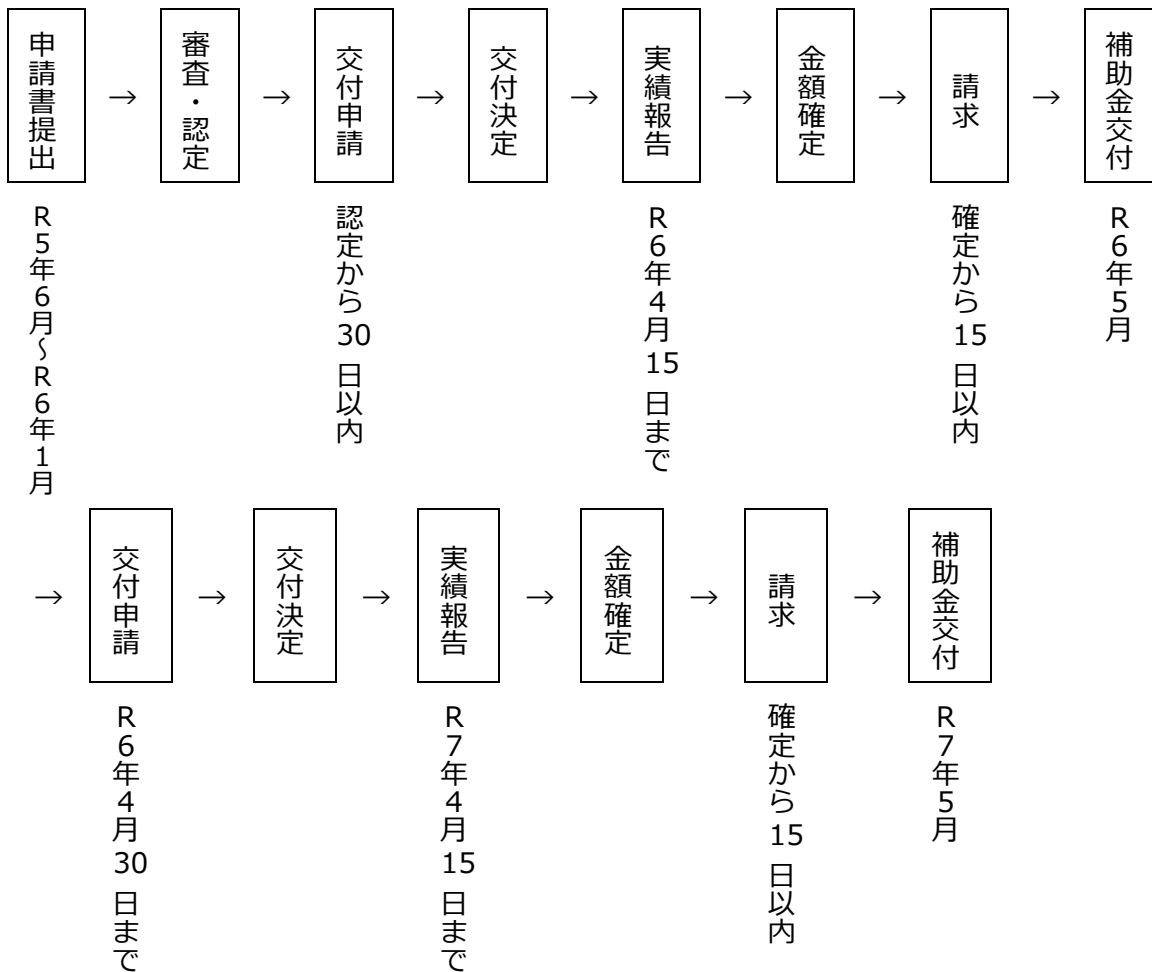 申請書提出
→
審査・認定
→
交付申請
→
交付決定
→
実績報告
→
金額確定
→
請求
→
補助金交付
R5年6月～R6年1月
認定から30日以内
R6年4月15日まで
確定から15日以内
R6年5月
→
交付申請
→
交付決定
→
実績報告
→
金額確定
→
請求
→
補助金交付
R6年4月30日まで
R7年4月15日まで
確定から15日以内
R7年5月